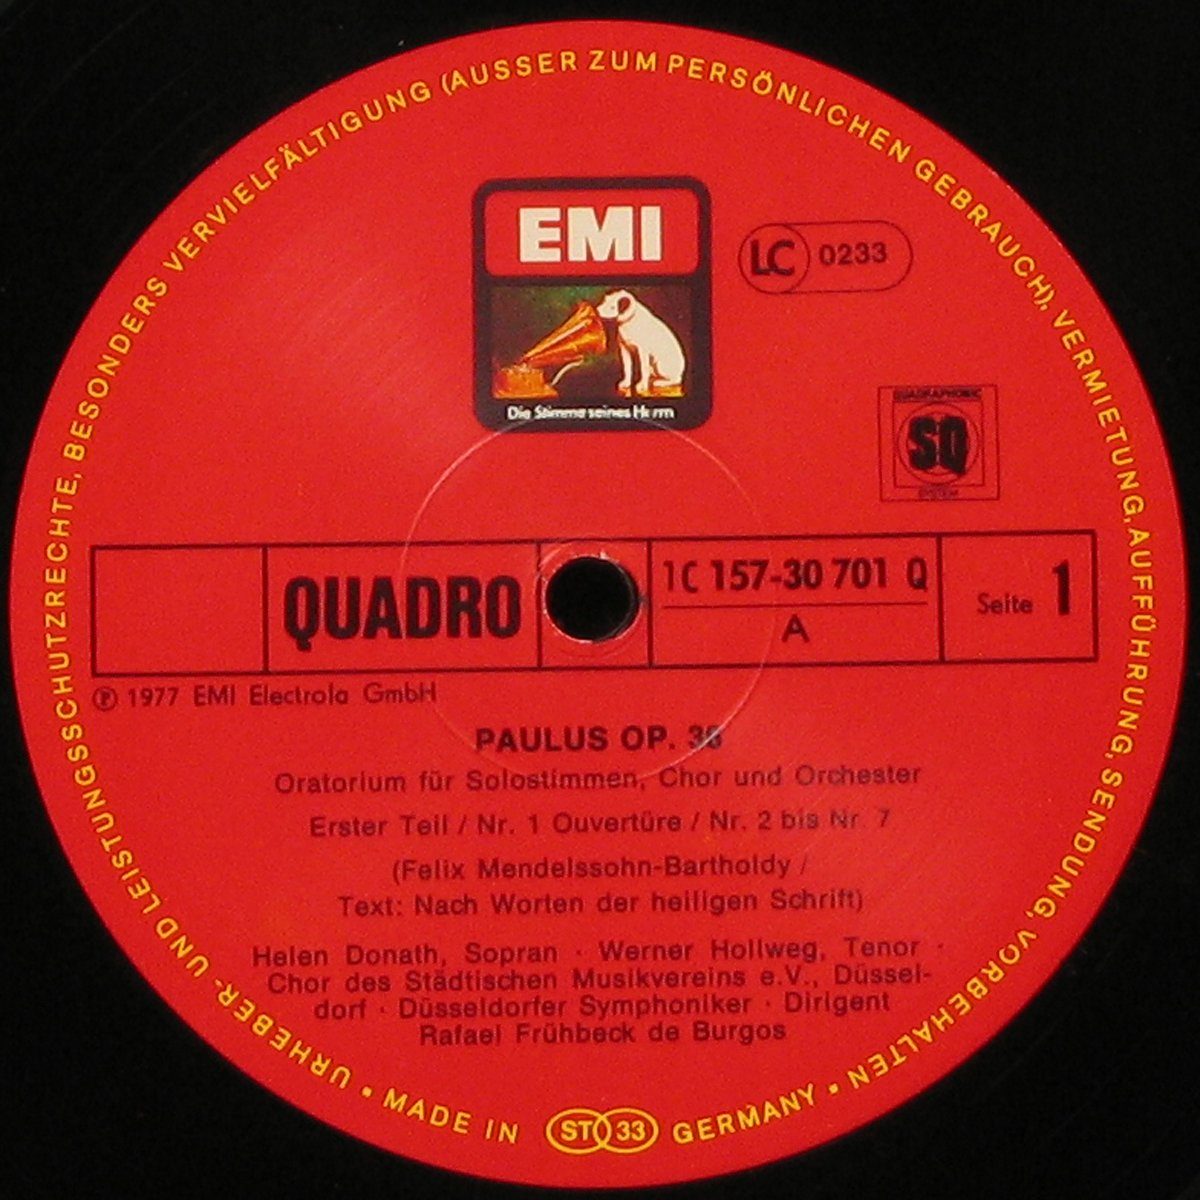 URHEBER- UND LEISTUNGSSCHUTZRECHTE, BESONDERS VERVIELFÄLTIGUNG (AUSSER ZUM PERSÖNLICHEN GEBRAUCH), VERMIETUNG, AUFFÜHRUNG, SENDUNG, VORBEHALTEN
EMI
LC 0233
Die Stimme seines Herrn
QUADRAPHONIC
SQ
SYSTEM
QUADRO
1C 157-30 701 Q
A
Seite 1
℗ 1977 EMI Electrola GmbH
PAULUS OP. 36
Oratorium für Solostimmen, Chor und Orchester
Erster Teil / Nr. 1 Ouvertüre / Nr. 2 bis Nr. 7
(Felix Mendelssohn-Bartholdy /
Text: Nach Worten der heiligen Schrift)
Helen Donath, Sopran · Werner Hollweg, Tenor ·
Chor des Städtischen Musikvereins e.V., Düssel-
dorf · Düsseldorfer Symphoniker · Dirigent
Rafael Frühbeck de Burgos
MADE IN ST 33 GERMANY